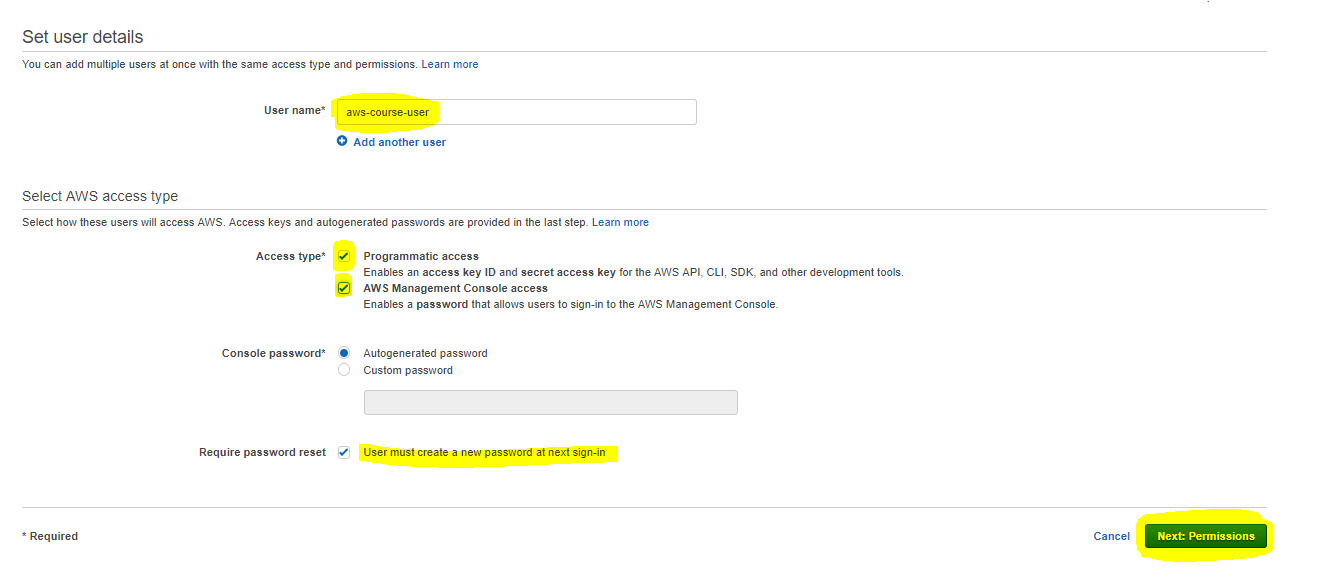 Set user details
You can add multiple users at once with the same access type and permissions. Learn more
User name* aws-course-user
Add another user
Select AWS access type
Select how these users will access AWS. Access keys and autogenerated passwords are provided in the last step. Learn more
Access type* Programmatic access
Enables an access key ID and secret access key for the AWS API, CLI, SDK, and other development tools.
AWS Management Console access
Enables a password that allows users to sign-in to the AWS Management Console.
Console password* Autogenerated password
Custom password
Require password reset User must create a new password at next sign-in
* Required Cancel Next: Permissions